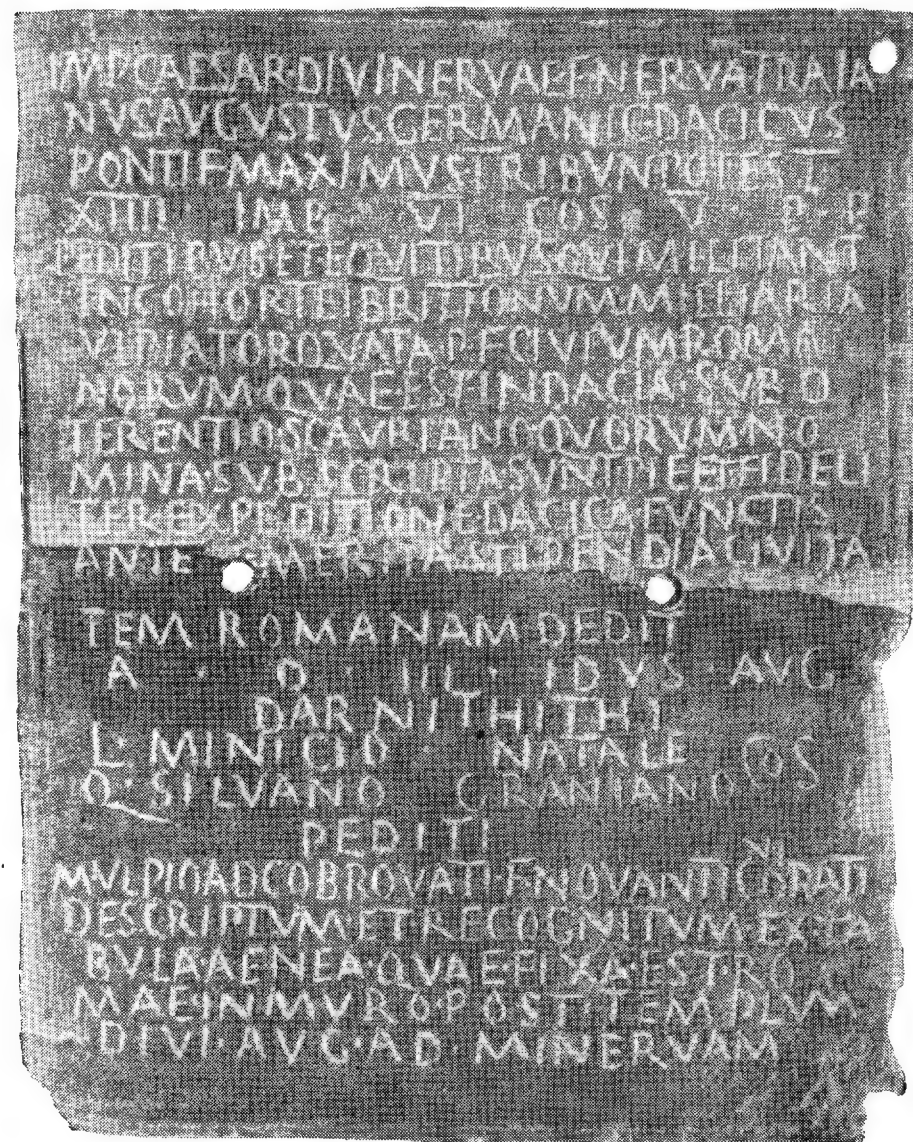 IMP CAESAR·DIVI NERVAE F NERVA TRAIA
NVS AVGVSTVS GERMANIC·DACICVS
PONTIF MAXIMVS·TRIBVN·POTEST·
XIIII IMP VI COS V P·P
PEDITIBVS ET EQVITIBVS QVI MILITANT
IN COHORTE I BRITTONVM MILLIARIA
VLPIA TORQVATA P F CIVIVM ROMA
NORVM·QVAE EST IN DACIA·SVB D
TERENTIO·SCAVRIANO·QVORVM NO
MINA·SVB·SCRIPTA·SVNT PIE ET FIDELI
TER·EXPEDITIONE DACICA·FVNCTIS
ANTE EMERITA STIPENDIA CIVITA
TEM ROMANAM DEDIT
A · D · III · IDVS · AVG
DARNITHITHI
L· MINICIO NATALE COS
Q· SILVANO GRANIANO
PEDITI
M VLPIO ADCOBROVATI·F NOVANTICO RATI
VI
DESCRIPTVM·ET RECOGNITVM·EX TA
BVLA·AENEA·QVAE FIXA·EST·RO
MAE·IN MVRO·POST·TEMPLVM
DIVI·AVG·AD·MINERVAM